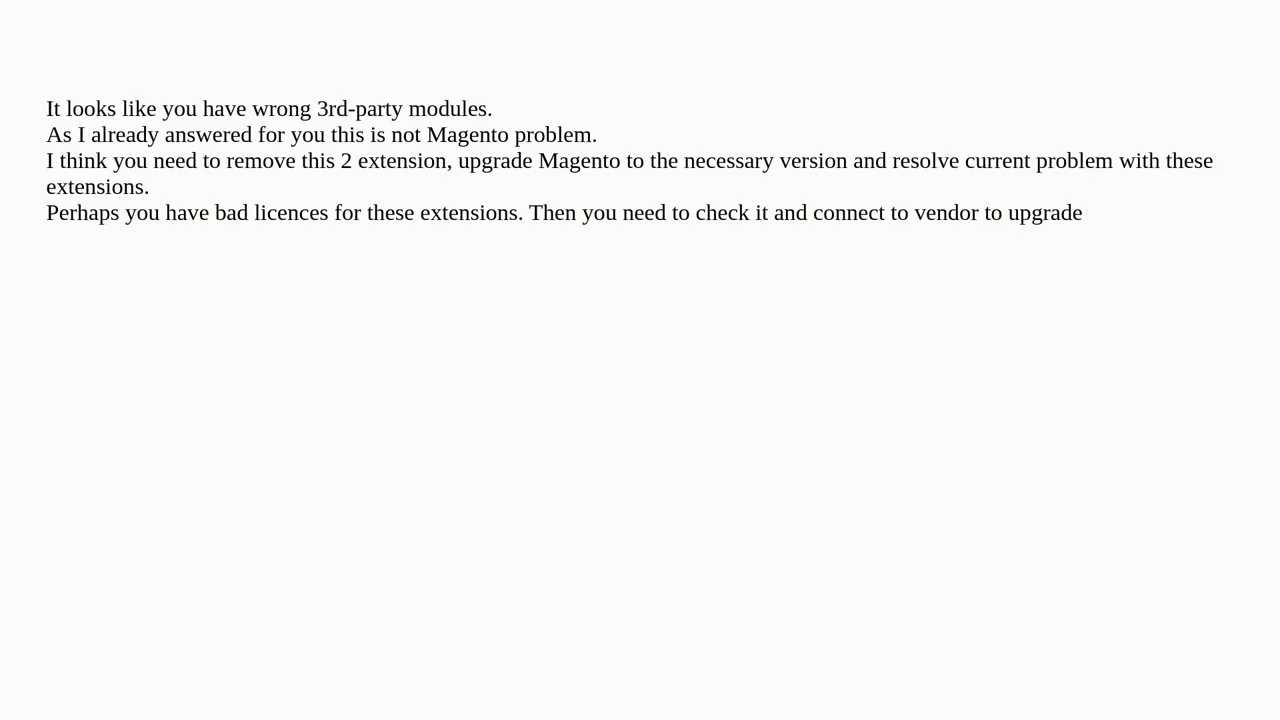 It looks like you have wrong 3rd-party modules.
As I already answered for you this is not Magento problem.
I think you need to remove this 2 extension, upgrade Magento to the necessary version and resolve current problem with these
extensions.
Perhaps you have bad licences for these extensions. Then you need to check it and connect to vendor to upgrade